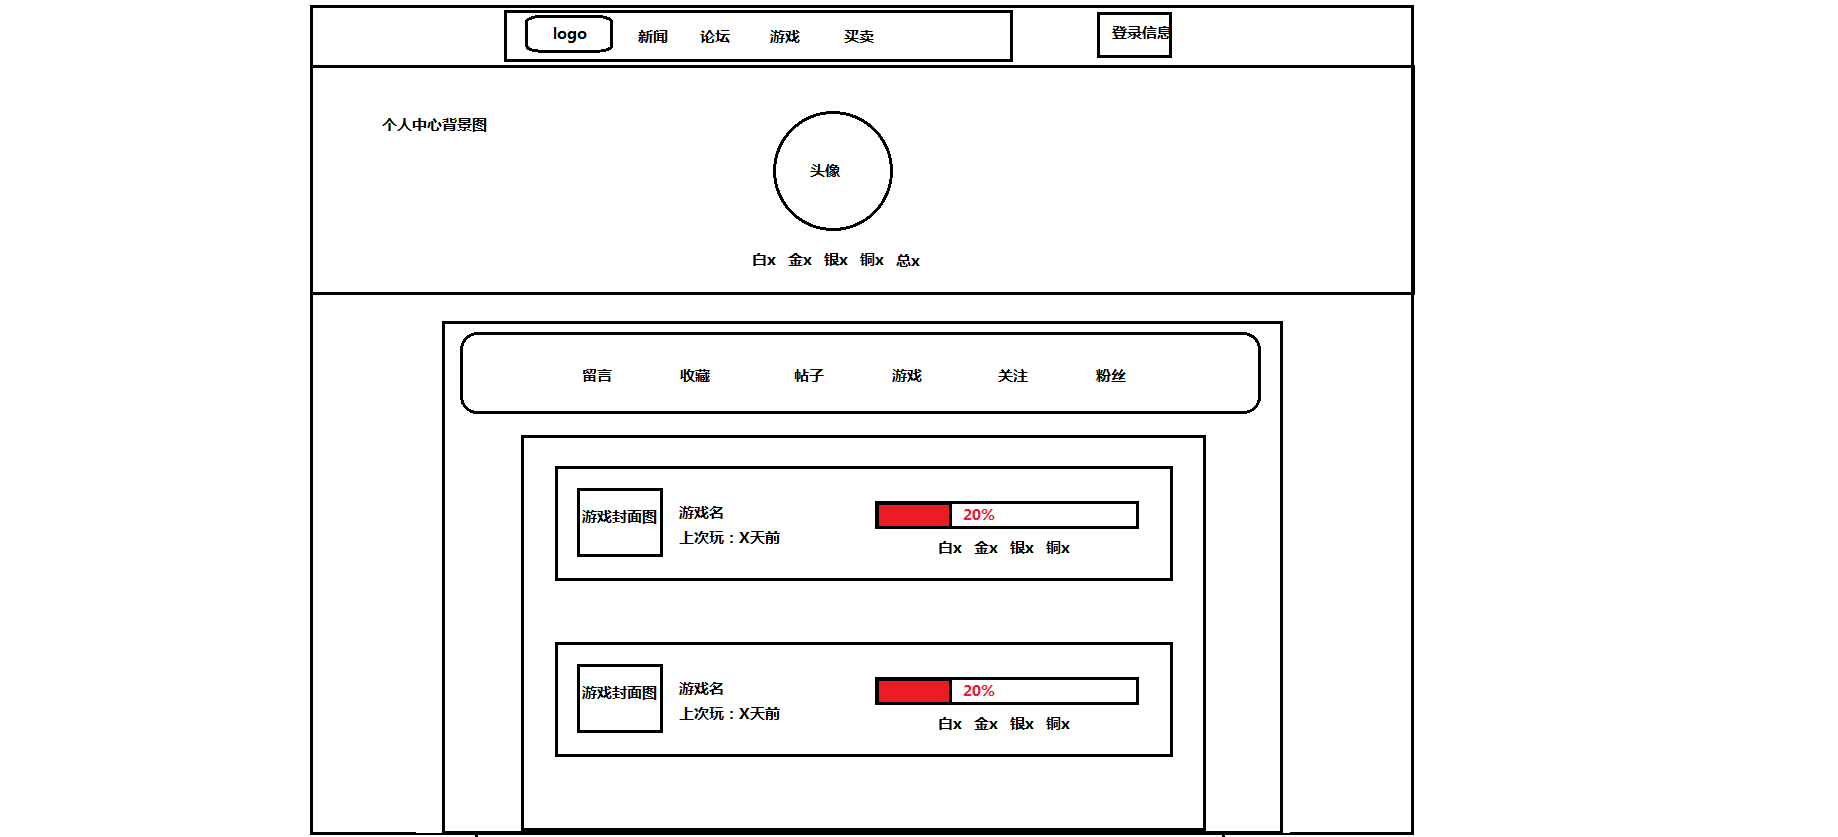 logo 新闻 论坛 游戏 买卖 登录信息
个人中心背景图
头像
白x 金x 银x 铜x 总x
留言 收藏 帖子 游戏 关注 粉丝
游戏封面图
游戏名
上次玩：X天前
20%
白x 金x 银x 铜x
游戏封面图
游戏名
上次玩：X天前
20%
白x 金x 银x 铜x